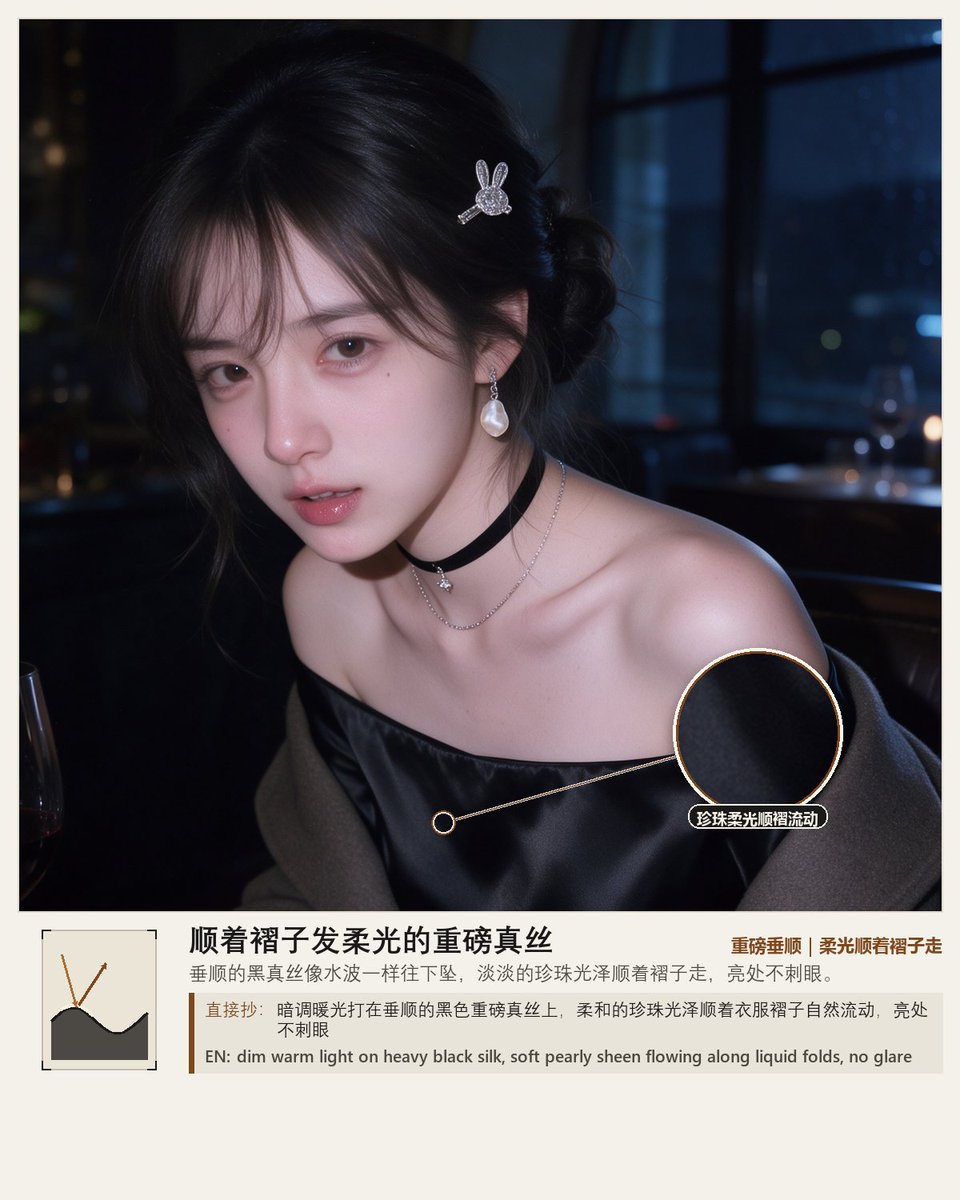 珍珠柔光顺褶流动
顺着褶子发柔光的重磅真丝
重磅垂顺｜柔光顺着褶子走
垂顺的黑真丝像水波一样往下坠，淡淡的珍珠光泽顺着褶子走，亮处不刺眼。
直接抄：暗调暖光打在垂顺的黑色重磅真丝上，柔和的珍珠光泽顺着衣服褶子自然流动，亮处
不刺眼
EN: dim warm light on heavy black silk, soft pearly sheen flowing along liquid folds, no glare